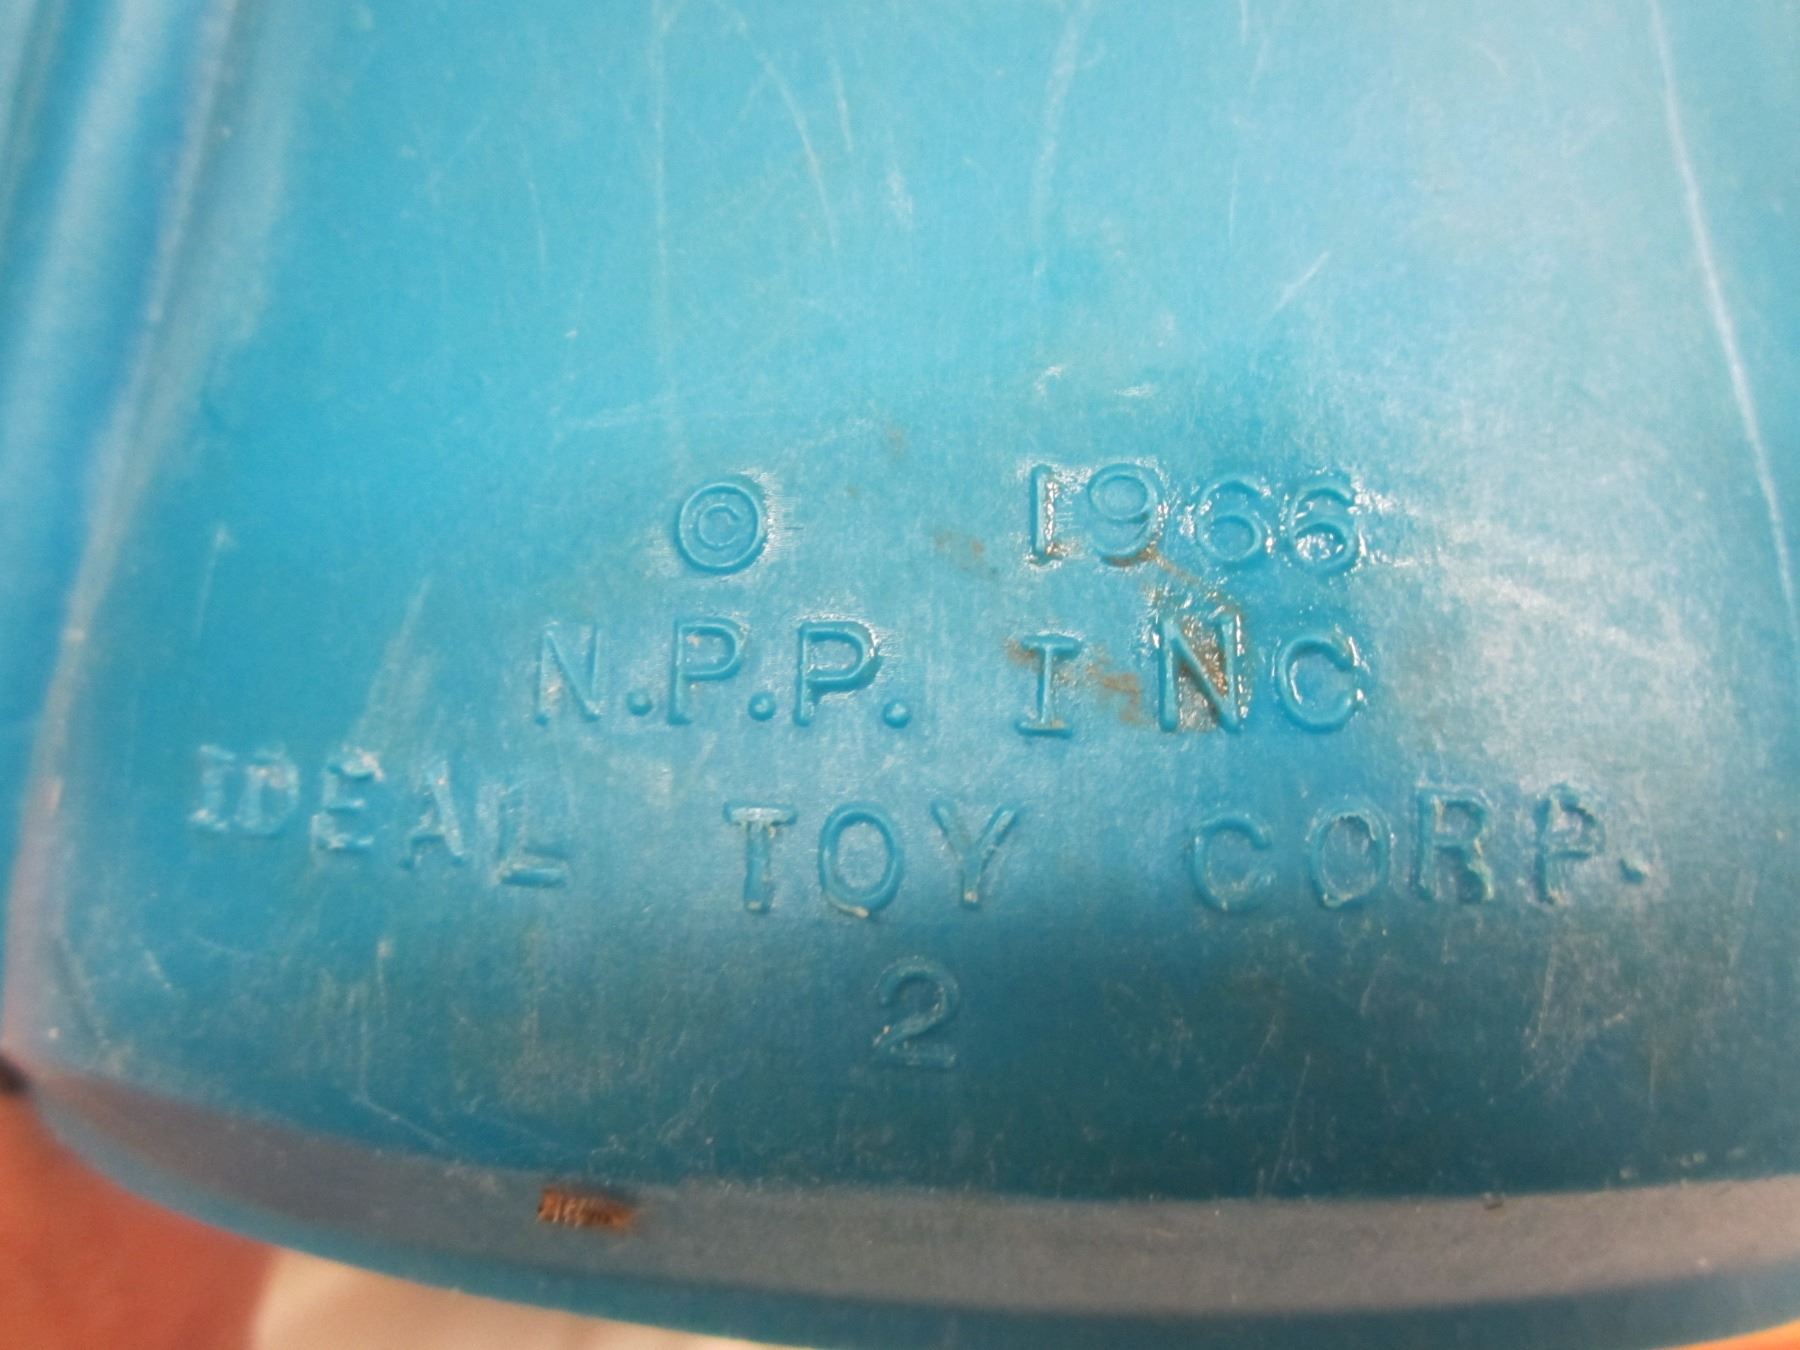 © 1966
N.P.P. INC
IDEAL TOY CORP.
2